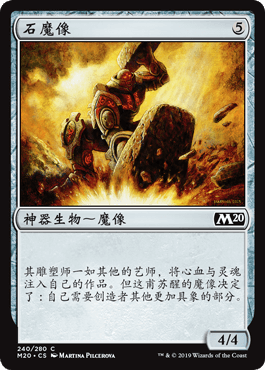 石魔像 5
神器生物～魔像 M20
其雕塑师一如其他的艺师，将心血与灵魂
注入自己的作品。但这甫苏醒的魔像决定
了：自己需要创造者其他更加具象的部分。
4/4
240/280 C
M20 • CS MARTINA PILCEROVA
™ & © 2019 Wizards of the Coast